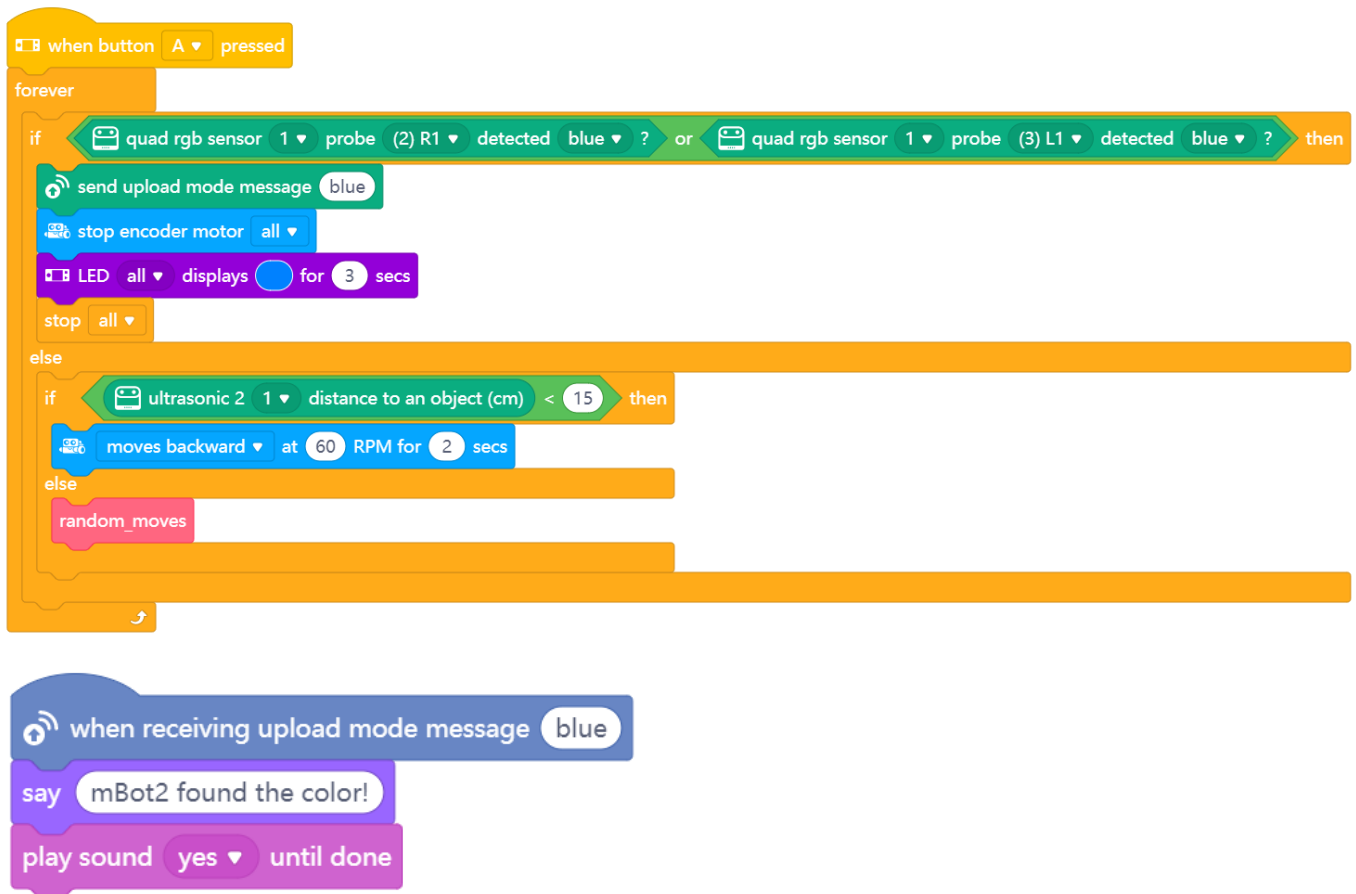 when button A pressed
forever
if quad rgb sensor 1 probe (2) R1 detected blue ? or quad rgb sensor 1 probe (3) L1 detected blue ? then
send upload mode message blue
stop encoder motor all
LED all displays for 3 secs
stop all
else
if ultrasonic 2 1 distance to an object (cm) < 15 then
moves backward at 60 RPM for 2 secs
else
random_moves
when receiving upload mode message blue
say mBot2 found the color!
play sound yes until done